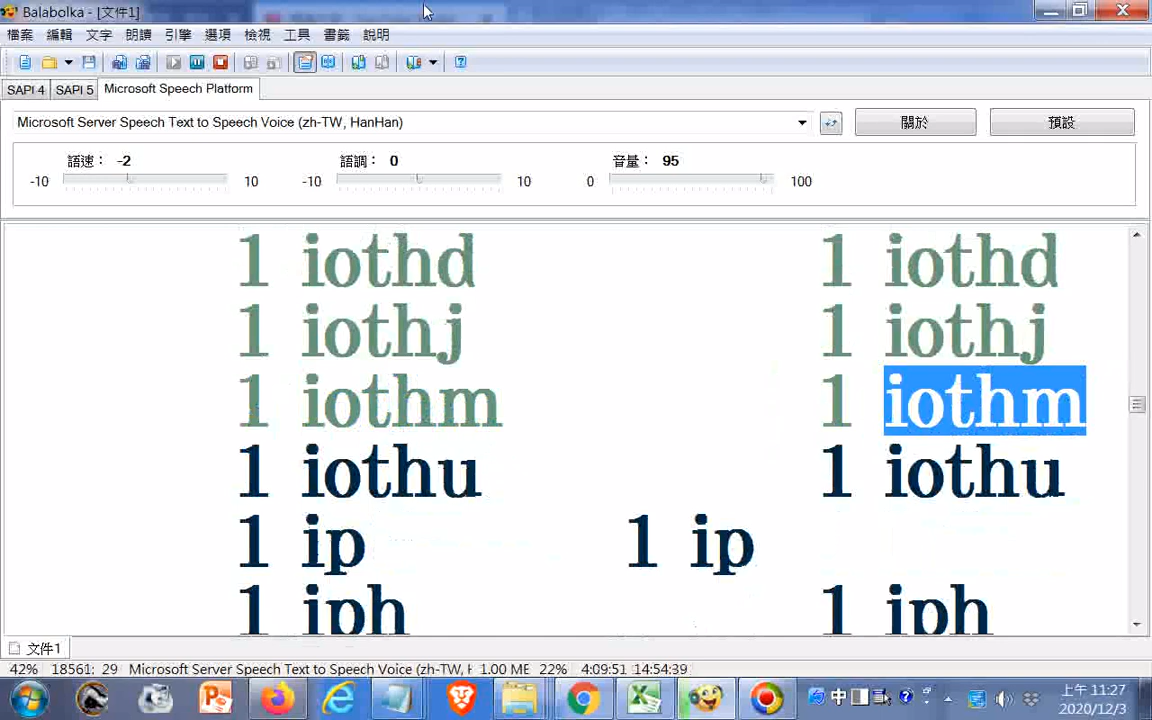 Balabolka - [文件1]
檔案 編輯 文字 朗讀 引擎 選項 檢視 工具 書籤 說明
SAPI 4 SAPI 5 Microsoft Speech Platform
Microsoft Server Speech Text to Speech Voice (zh-TW, HanHan) 關於 預設
語速： -2 語調： 0 音量： 95
-10 10 -10 10 0 100
1 iothd 1 iothd
1 iothj 1 iothj
1 iothm 1 iothm
1 iothu 1 iothu
1 ip 1 ip
1 iph 1 iph
文件1
42% 18561: 29 Microsoft Server Speech Text to Speech Voice (zh-TW, H 1.00 ME 22% 4:09:51 14:54:39
中 上午 11:27
2020/12/3